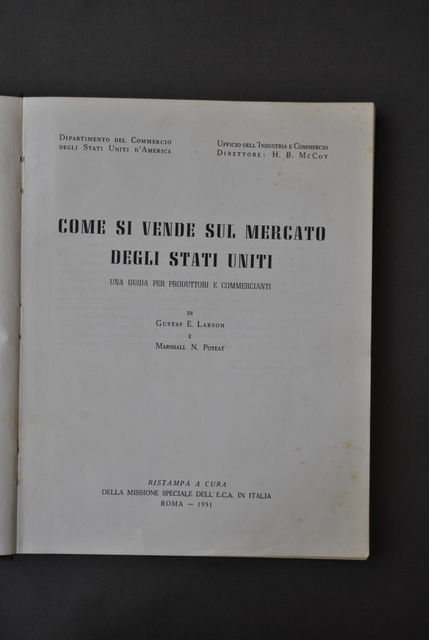 DIPARTIMENTO DEL COMMERCIO
DEGLI STATI UNITI D'AMERICA
UFFICIO DELL'INDUSTRIA E COMMERCIO
DIRETTORE: H. B. MCCOY
COME SI VENDE SUL MERCATO
DEGLI STATI UNITI
UNA GUIDA PER PRODUTTORI E COMMERCIANTI
DI
GUSTAV E. LARSON
E
MARSHALL N. POTEAT
RISTAMPA A CURA
DELLA MISSIONE SPECIALE DELL'E.C.A. IN ITALIA
ROMA — 1951